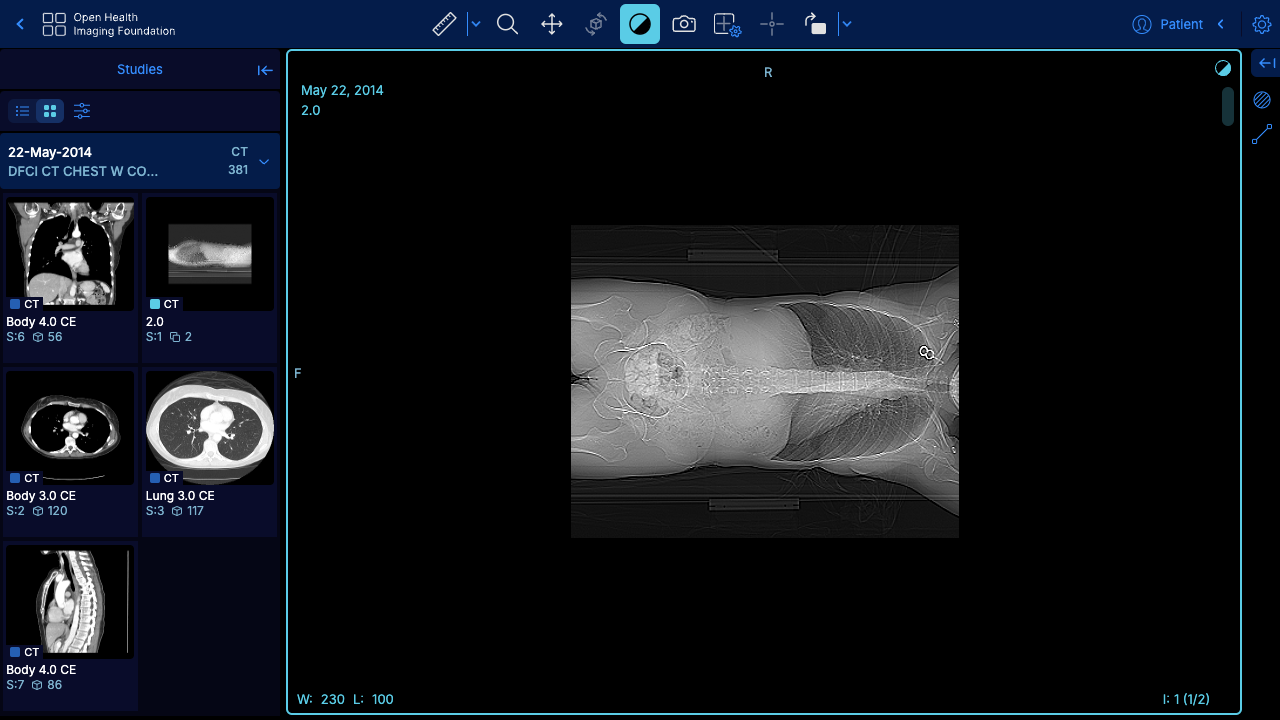 Open Health
Imaging Foundation
Patient
Studies
22-May-2014
CT
DFCI CT CHEST W CO...
381
CT
Body 4.0 CE
S:6 56
CT
2.0
S:1 2
CT
Body 3.0 CE
S:2 120
CT
Lung 3.0 CE
S:3 117
CT
Body 4.0 CE
S:7 86
R
May 22, 2014
2.0
F
W: 230 L: 100
I: 1 (1/2)